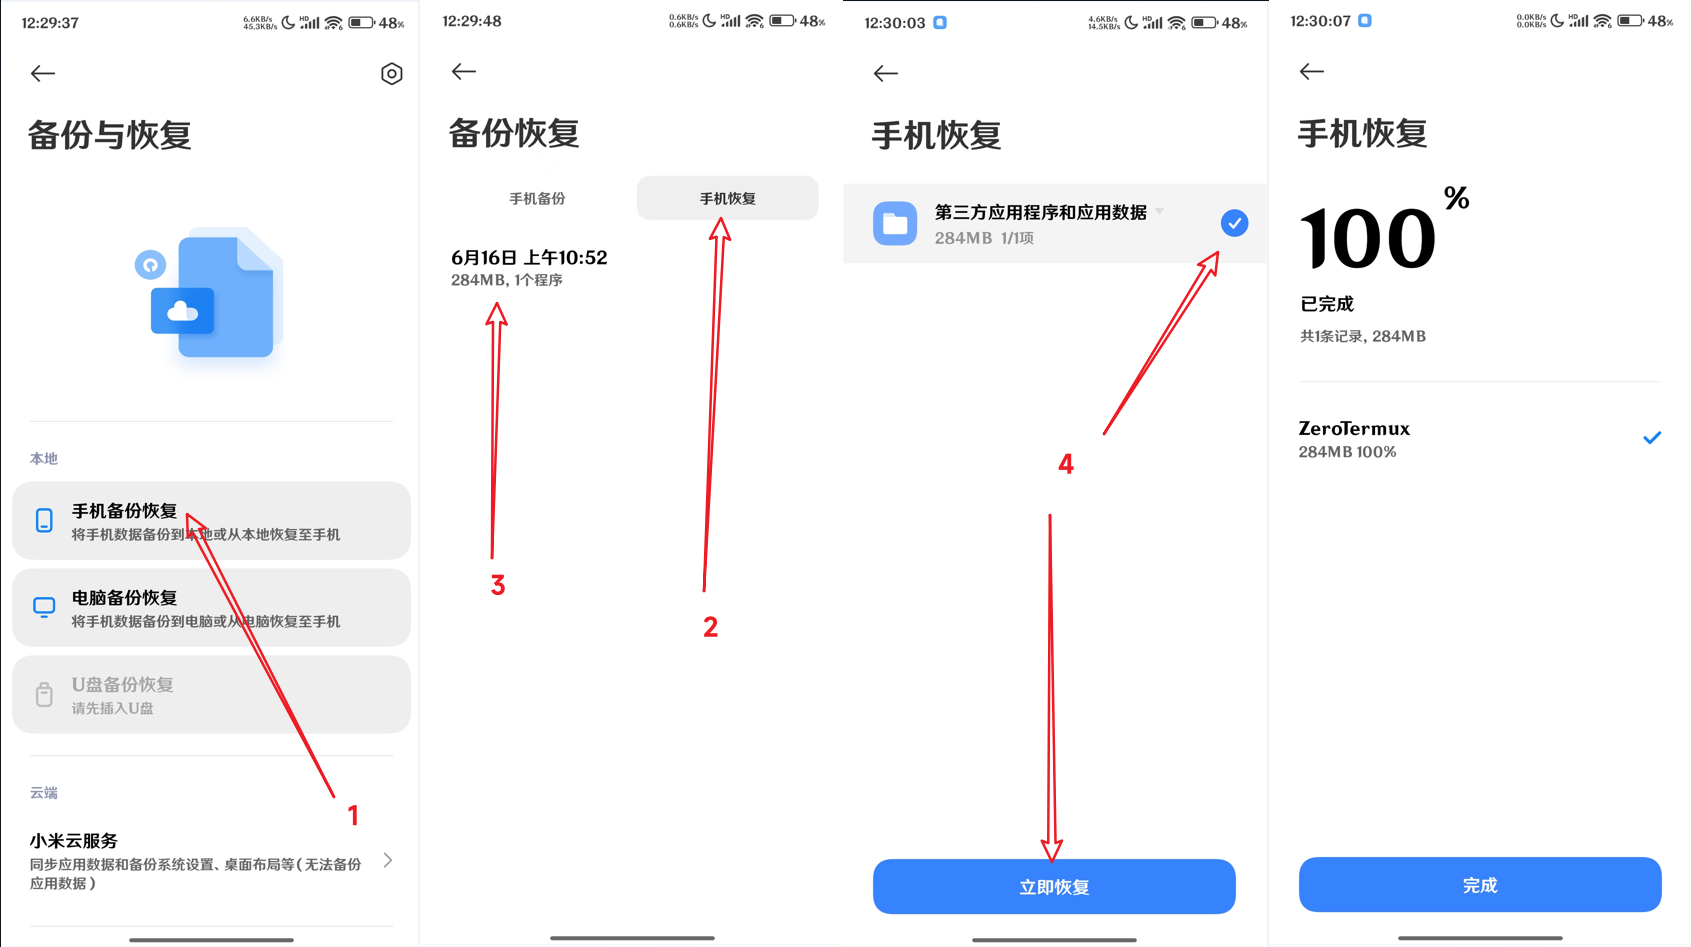 12:29:37
6.6KB/s
45.3KB/s
HD
6
48%
备份与恢复
本地
手机备份恢复
将手机数据备份到本地或从本地恢复至手机
电脑备份恢复
将手机数据备份到电脑或从电脑恢复至手机
U盘备份恢复
请先插入U盘
1
云端
小米云服务
同步应用数据和备份系统设置、桌面布局等(无法备份
应用数据)
12:29:48
0.6KB/s
0.6KB/s
HD
6
48%
备份恢复
手机备份
手机恢复
6月16日 上午10:52
284MB, 1个程序
3
2
12:30:03
4.6KB/s
14.5KB/s
HD
6
48%
手机恢复
第三方应用程序和应用数据
284MB 1/1项
4
立即恢复
12:30:07
0.0KB/s
0.0KB/s
HD
6
48%
手机恢复
100%
已完成
共1条记录, 284MB
ZeroTermux
284MB 100%
完成